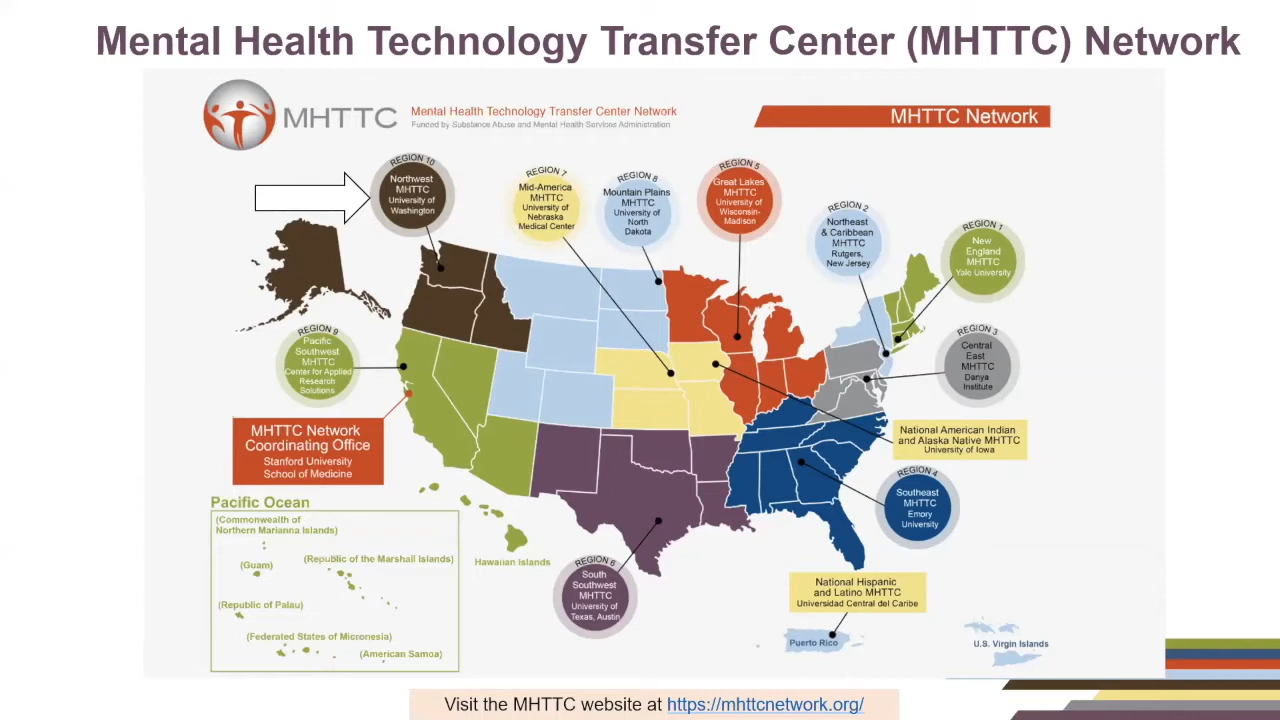 Mental Health Technology Transfer Center (MHTTC) Network
MHTTC
Mental Health Technology Transfer Center Network
Funded by Substance Abuse and Mental Health Services Administration
MHTTC Network
REGION 10
Northwest
MHTTC
University of
Washington
REGION 7
Mid-America
MHTTC
University of
Nebraska
Medical Center
REGION 8
Mountain Plains
MHTTC
University of
North
Dakota
REGION 5
Great Lakes
MHTTC
University of
Wisconsin-
Madison
REGION 2
Northeast
& Caribbean
MHTTC
Rutgers,
New Jersey
REGION 1
New
England
MHTTC
Yale University
REGION 9
Pacific
Southwest
MHTTC
Center for Applied
Research
Solutions
REGION 3
Central
East
MHTTC
Danya
Institute
MHTTC Network
Coordinating Office
Stanford University
School of Medicine
National American Indian
and Alaska Native MHTTC
University of Iowa
REGION 4
Southeast
MHTTC
Emory
University
Pacific Ocean
(Commonwealth of
Northern Marianna Islands)
(Guam)
(Republic of the Marshall Islands)
(Republic of Palau)
(Federated States of Micronesia)
(American Samoa)
Hawaiian Islands
REGION 6
South
Southwest
MHTTC
University of
Texas, Austin
National Hispanic
and Latino MHTTC
Universidad Central del Caribe
Puerto Rico
U.S. Virgin Islands
Visit the MHTTC website at https://mhttcnetwork.org/